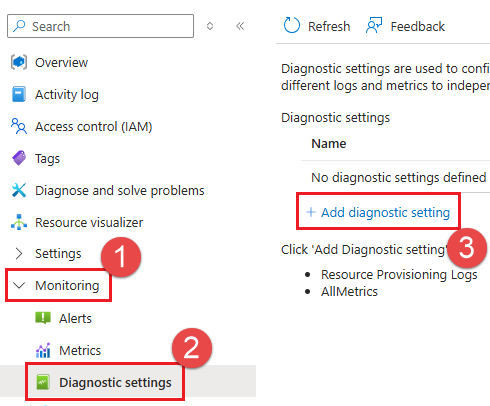 Search
Overview
Activity log
Access control (IAM)
Tags
Diagnose and solve problems
Resource visualizer
Settings
1
Monitoring
Alerts
Metrics
2
Diagnostic settings
Refresh
Feedback
Diagnostic settings are used to confi
different logs and metrics to indepen
Diagnostic settings
Name
No diagnostic settings defined
+ Add diagnostic setting
3
Click 'Add Diagnostic setting'
Resource Provisioning Logs
AllMetrics